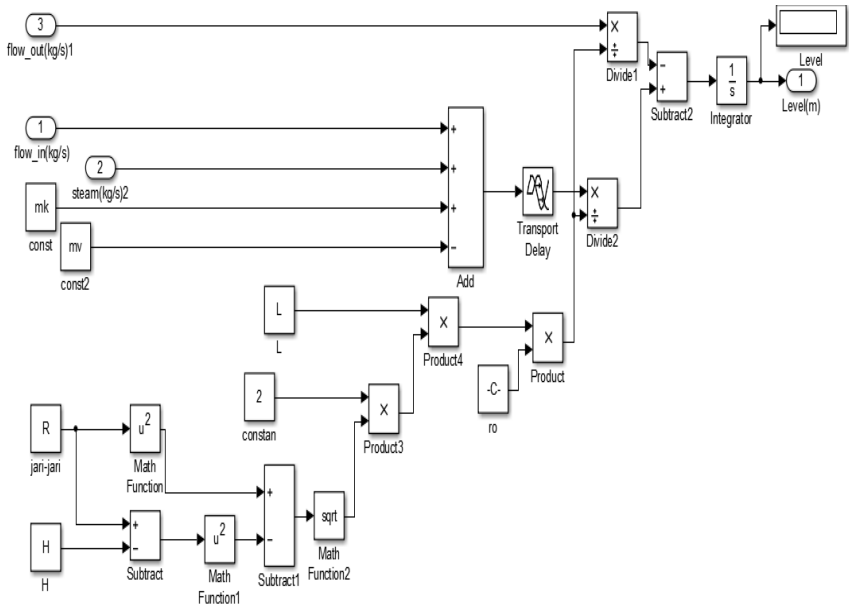 3
flow_out(kg/s)1
×
÷
Divide1
−
+
Subtract2
1
s
Integrator
Level
1
Level(m)
1
flow_in(kg/s)
2
steam(kg/s)2
mk
const
mv
const2
+
+
+
−
Add
Transport
Delay
×
÷
Divide2
L
L
×
Product4
×
Product
-C-
ro
2
constan
×
Product3
R
jari-jari
u²
Math
Function
H
H
+
−
Subtract
u²
Math
Function1
+
−
Subtract1
sqrt
Math
Function2